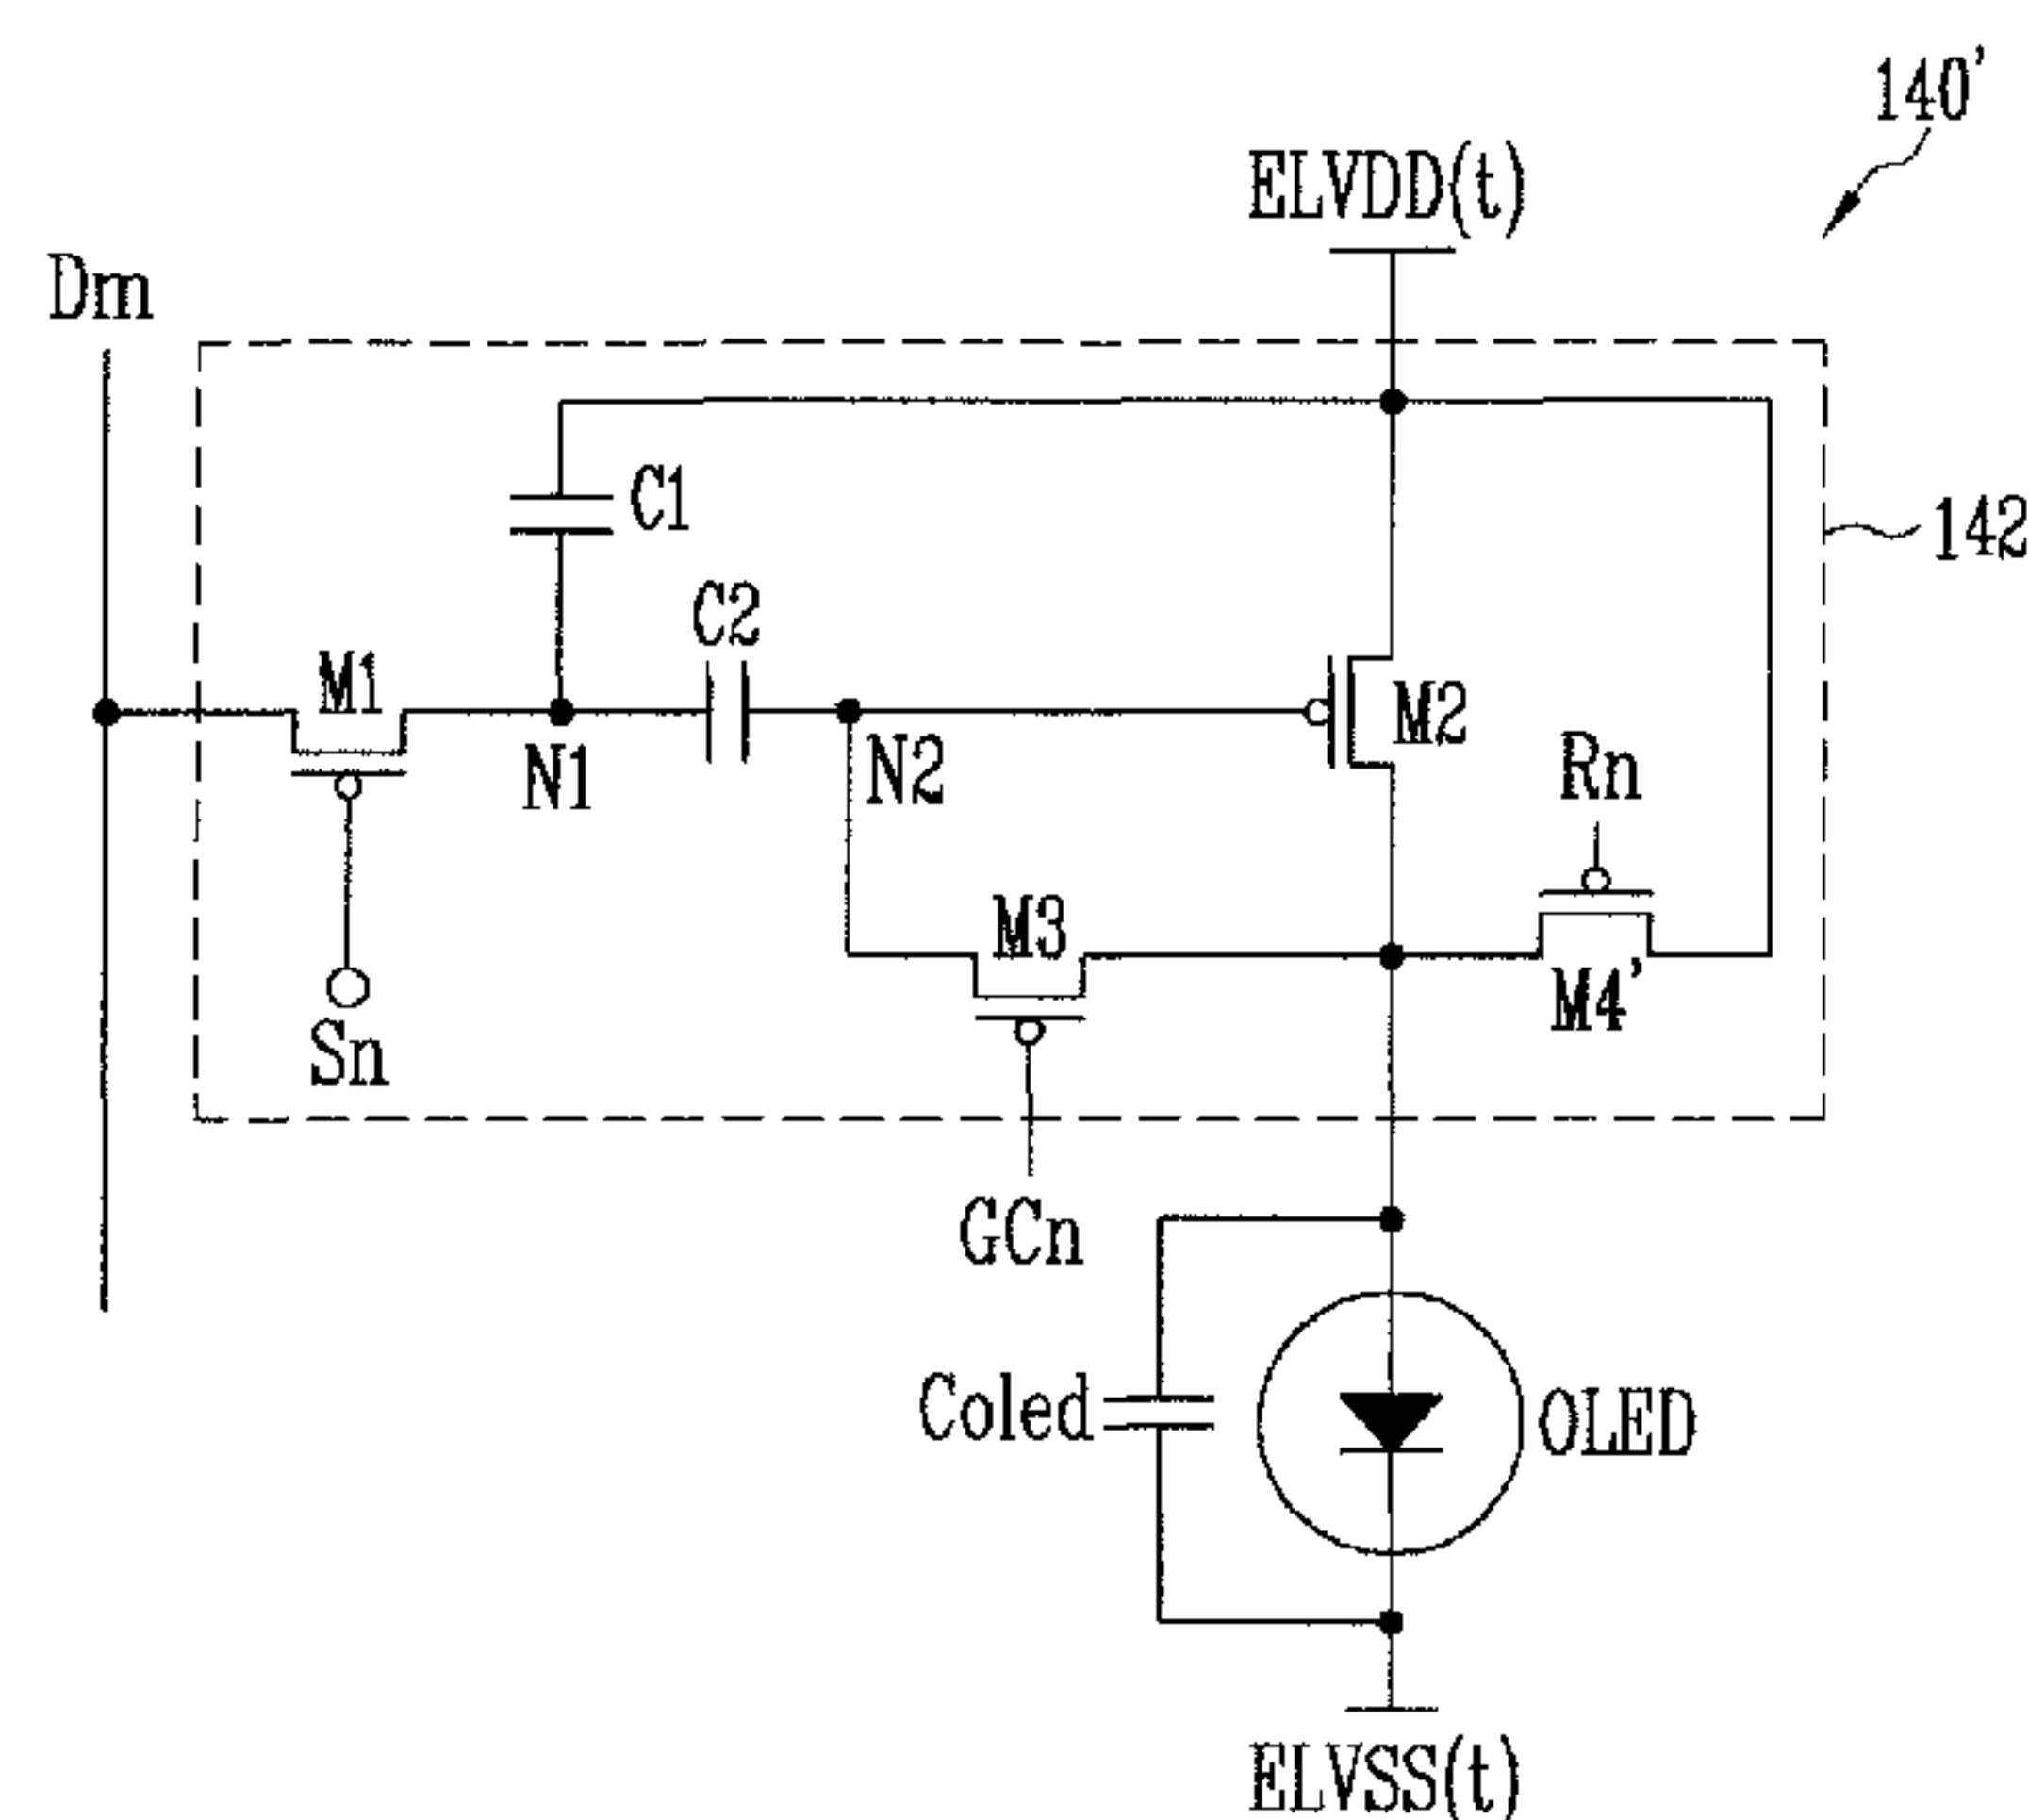 140'
ELVDD(t)
Dm
C1
142
C2
M1
M2
N1
N2
Rn
M3
M4'
Sn
GCn
Coled
OLED
ELVSS(t)